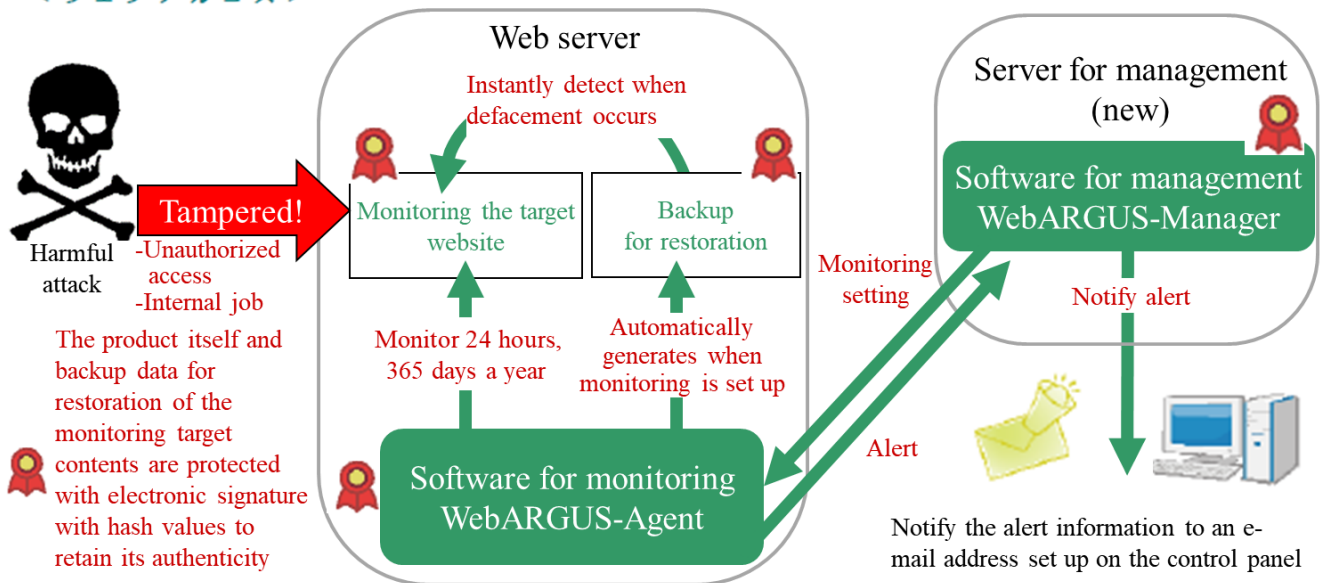 Web server
Instantly detect when
defacement occurs
Server for management
(new)
Software for management
WebARGUS-Manager
Tampered!
Monitoring the target
website
Backup
for restoration
Harmful
attack
-Unauthorized
access
-Internal job
Monitoring
setting
Notify alert
The product itself and
backup data for
restoration of the
monitoring target
contents are protected
with electronic signature
with hash values to
retain its authenticity
Monitor 24 hours,
365 days a year
Automatically
generates when
monitoring is set up
Alert
Software for monitoring
WebARGUS-Agent
Notify the alert information to an e-
mail address set up on the control panel